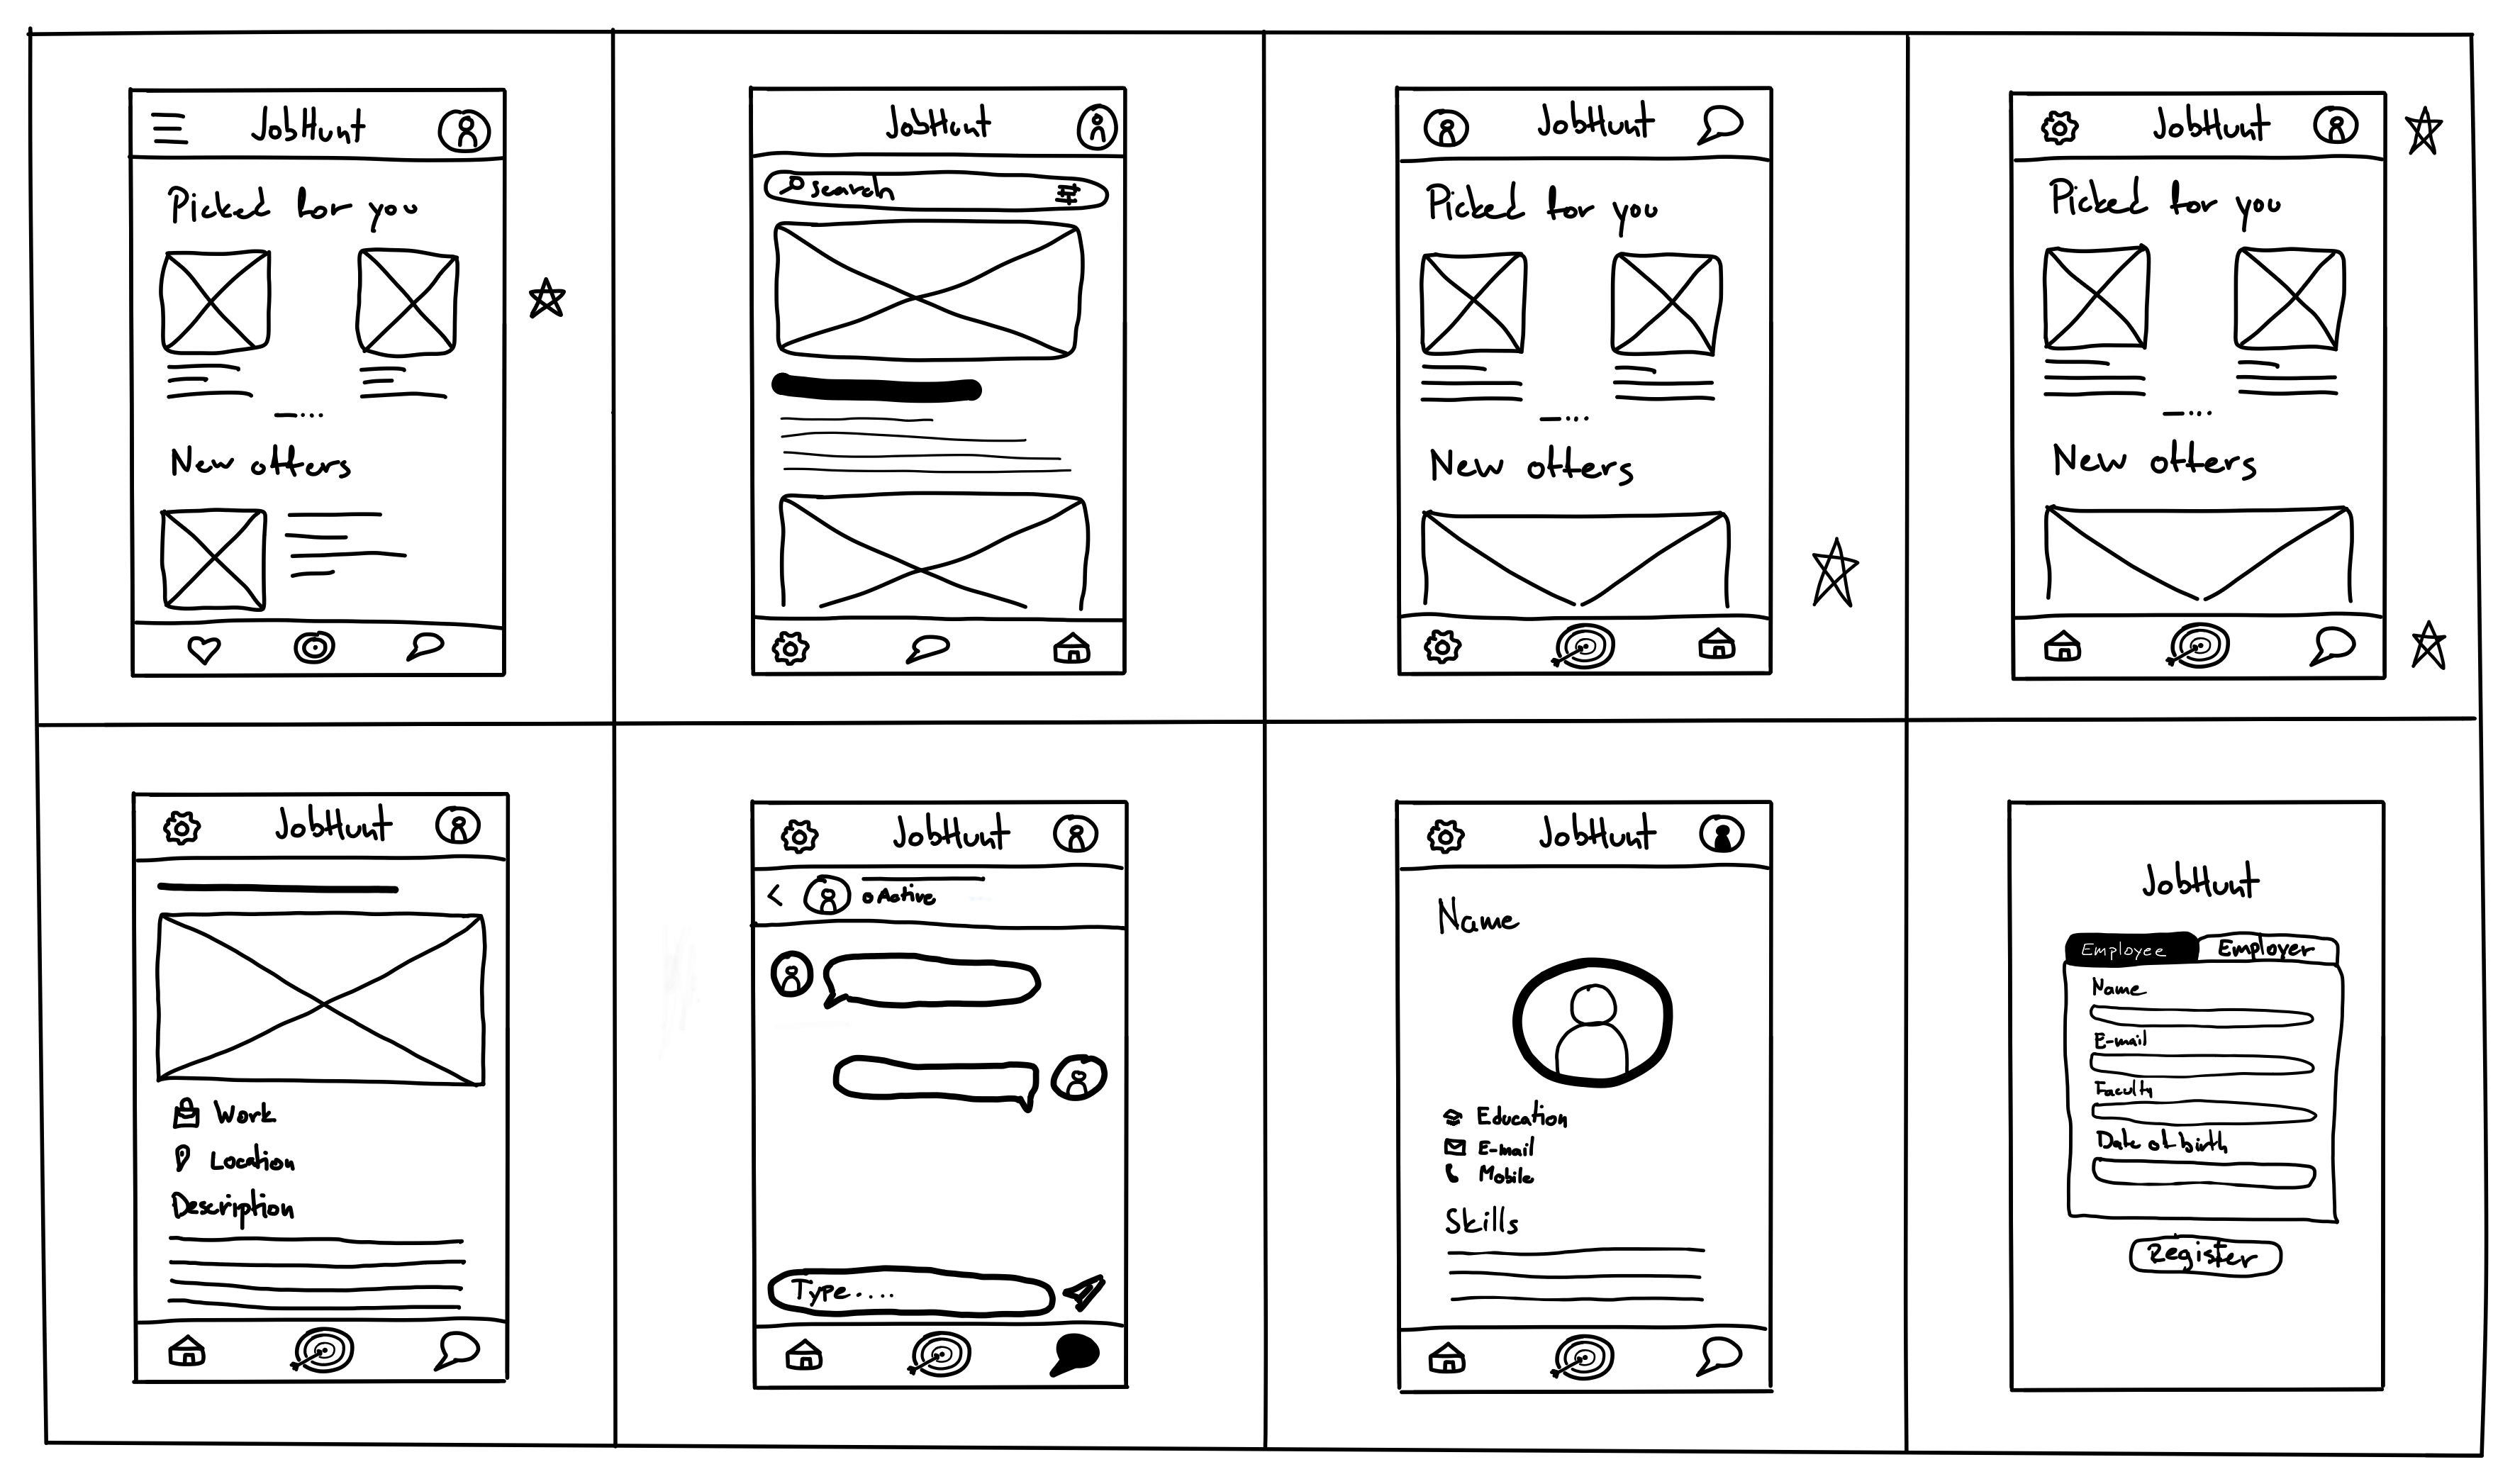 JobHunt
Picked for you
New offers
JobHunt
search
JobHunt
Picked for you
New offers
JobHunt
Picked for you
New offers
JobHunt
Work
Location
Description
JobHunt
Active
Type....
JobHunt
Name
Education
E-mail
Mobile
Skills
JobHunt
Employee Employer
Name
E-mail
Faculty
Date of birth
Register